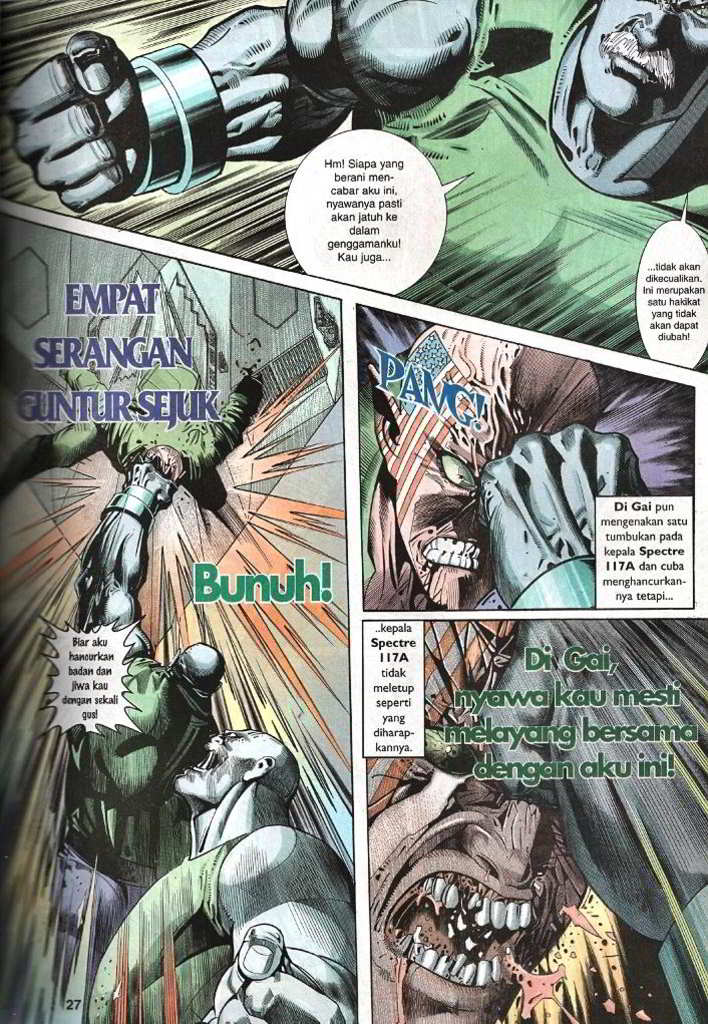 Hm! Siapa yang
berani men-
cabar aku ini,
nyawanya pasti
akan jatuh ke
dalam
genggamanku!
Kau juga...
...tidak akan
dikecualikan.
Ini merupakan
satu hakikat
yang tidak
akan dapat
diubah!
EMPAT
SERANGAN
GUNTUR SEJUK
Bunuh!
Biar aku
hancurkan
badan dan
jiwa kau
dengan sekali
gus!
PANG!
Di Gai pun
mengenakan satu
tumbukan pada
kepala Spectre
117A dan cuba
menghancurkan-
nya tetapi...
..kepala
Spectre
117A
tidak
meletup
seperti
yang
diharap-
kannya.
Di Gai,
nyawa kau mesti
melayang bersama
dengan aku ini!
27